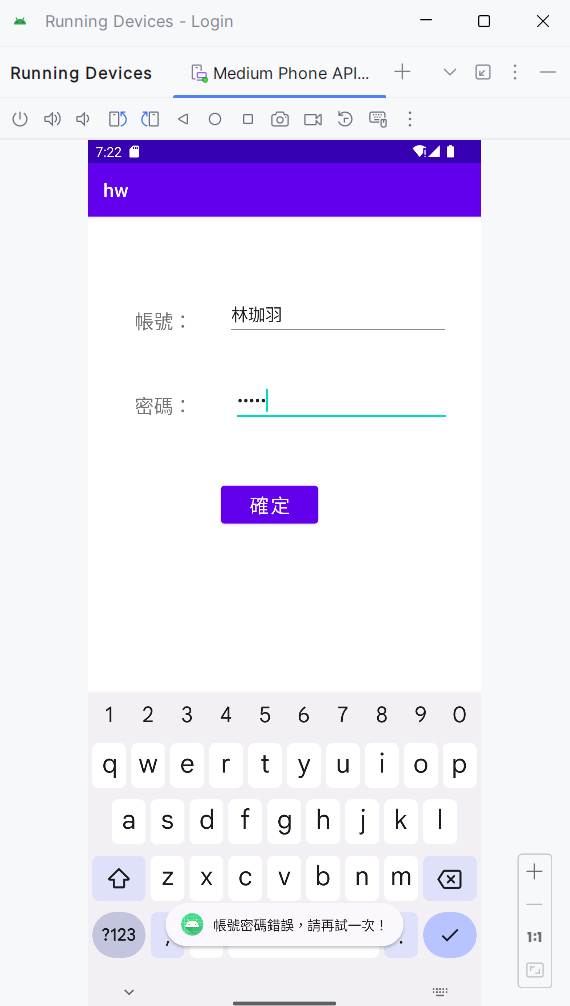 Running Devices - Login
Running Devices
Medium Phone API...
7:22
hw
帳號：
林珈羽
密碼：
•••••
確定
1 2 3 4 5 6 7 8 9 0
q w e r t y u i o p
a s d f g h j k l
z x c v b n m
?123 , .
帳號密碼錯誤，請再試一次！
1:1